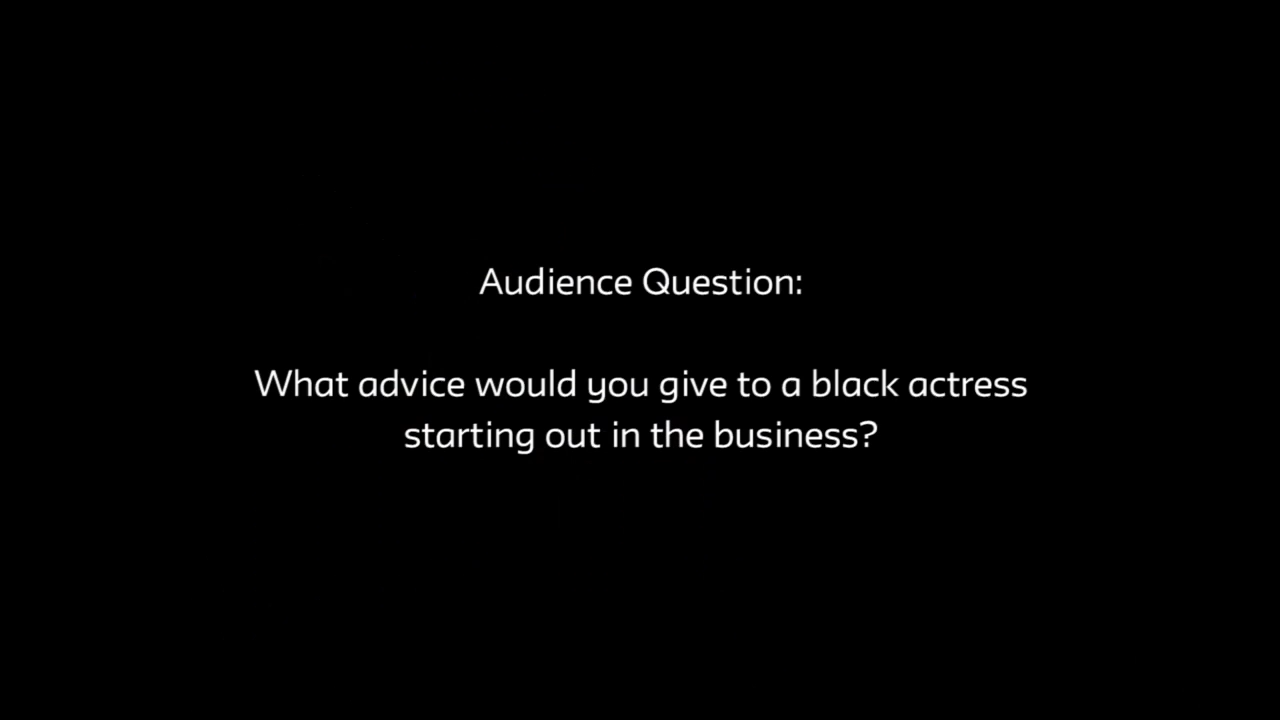 Audience Question:
What advice would you give to a black actress
starting out in the business?